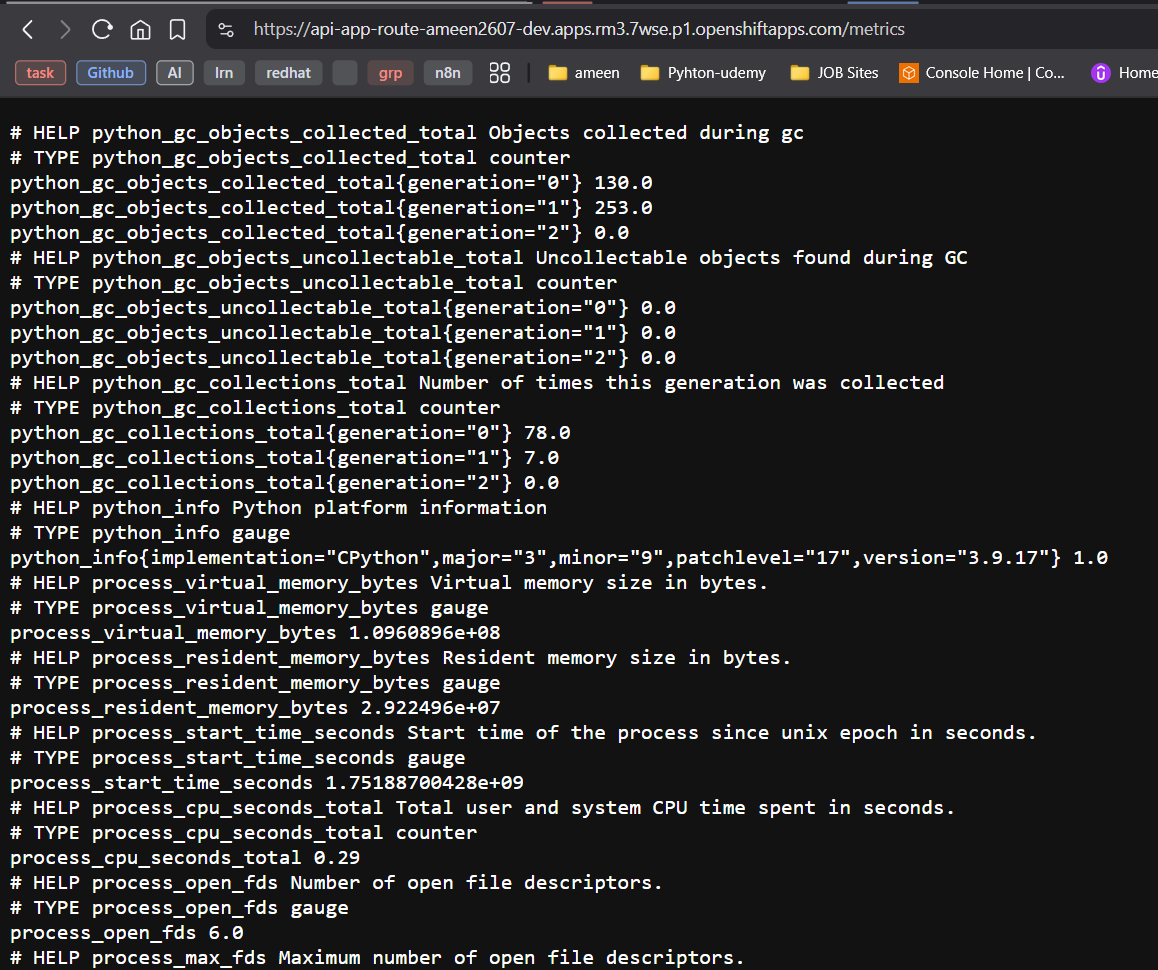 https://api-app-route-ameen2607-dev.apps.rm3.7wse.p1.openshiftapps.com/metrics
task Github AI lrn redhat grp n8n ameen Pyhton-udemy JOB Sites Console Home | Co... Home
# HELP python_gc_objects_collected_total Objects collected during gc
# TYPE python_gc_objects_collected_total counter
python_gc_objects_collected_total{generation="0"} 130.0
python_gc_objects_collected_total{generation="1"} 253.0
python_gc_objects_collected_total{generation="2"} 0.0
# HELP python_gc_objects_uncollectable_total Uncollectable objects found during GC
# TYPE python_gc_objects_uncollectable_total counter
python_gc_objects_uncollectable_total{generation="0"} 0.0
python_gc_objects_uncollectable_total{generation="1"} 0.0
python_gc_objects_uncollectable_total{generation="2"} 0.0
# HELP python_gc_collections_total Number of times this generation was collected
# TYPE python_gc_collections_total counter
python_gc_collections_total{generation="0"} 78.0
python_gc_collections_total{generation="1"} 7.0
python_gc_collections_total{generation="2"} 0.0
# HELP python_info Python platform information
# TYPE python_info gauge
python_info{implementation="CPython",major="3",minor="9",patchlevel="17",version="3.9.17"} 1.0
# HELP process_virtual_memory_bytes Virtual memory size in bytes.
# TYPE process_virtual_memory_bytes gauge
process_virtual_memory_bytes 1.0960896e+08
# HELP process_resident_memory_bytes Resident memory size in bytes.
# TYPE process_resident_memory_bytes gauge
process_resident_memory_bytes 2.922496e+07
# HELP process_start_time_seconds Start time of the process since unix epoch in seconds.
# TYPE process_start_time_seconds gauge
process_start_time_seconds 1.75188700428e+09
# HELP process_cpu_seconds_total Total user and system CPU time spent in seconds.
# TYPE process_cpu_seconds_total counter
process_cpu_seconds_total 0.29
# HELP process_open_fds Number of open file descriptors.
# TYPE process_open_fds gauge
process_open_fds 6.0
# HELP process_max_fds Maximum number of open file descriptors.